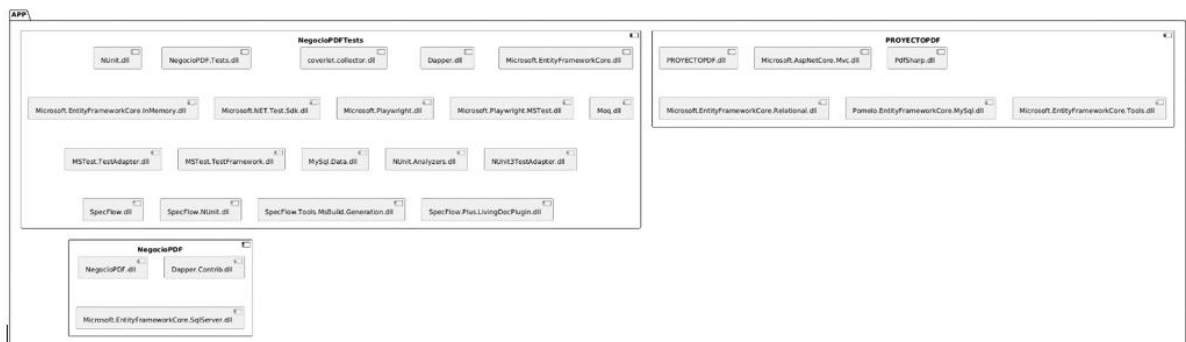 APP
NegocioPDFTests
NUnit.dll
NegocioPDF.Tests.dll
coverlet.collector.dll
Dapper.dll
Microsoft.EntityFrameworkCore.dll
Microsoft.EntityFrameworkCore.InMemory.dll
Microsoft.NET.Test.Sdk.dll
Microsoft.Playwright.dll
Microsoft.Playwright.MSTest.dll
Moq.dll
MSTest.TestAdapter.dll
MSTest.TestFramework.dll
MySql.Data.dll
NUnit.Analyzers.dll
NUnit3TestAdapter.dll
SpecFlow.dll
SpecFlow.NUnit.dll
SpecFlow.Tools.MsBuild.Generation.dll
SpecFlow.Plus.LivingDocPlugin.dll
PROYECTOPDF
PROYECTOPDF.dll
Microsoft.AspNetCore.Mvc.dll
PdfSharp.dll
Microsoft.EntityFrameworkCore.Relational.dll
Pomelo.EntityFrameworkCore.MySql.dll
Microsoft.EntityFrameworkCore.Tools.dll
NegocioPDF
NegocioPDF.dll
Dapper.Contrib.dll
Microsoft.EntityFrameworkCore.SqlServer.dll